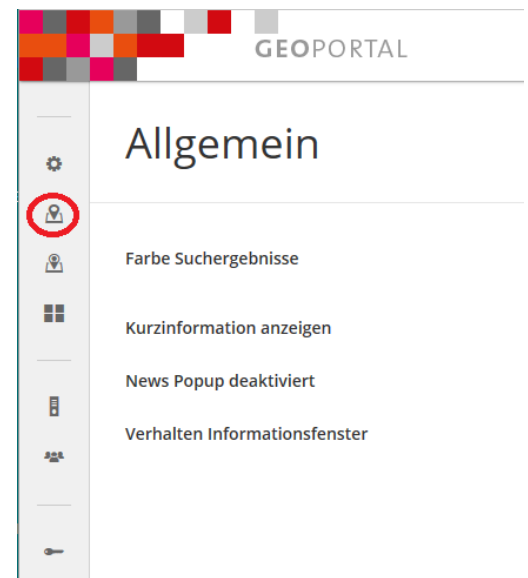 GEOPORTAL
Allgemein
Farbe Suchergebnisse
Kurzinformation anzeigen
News Popup deaktiviert
Verhalten Informationsfenster